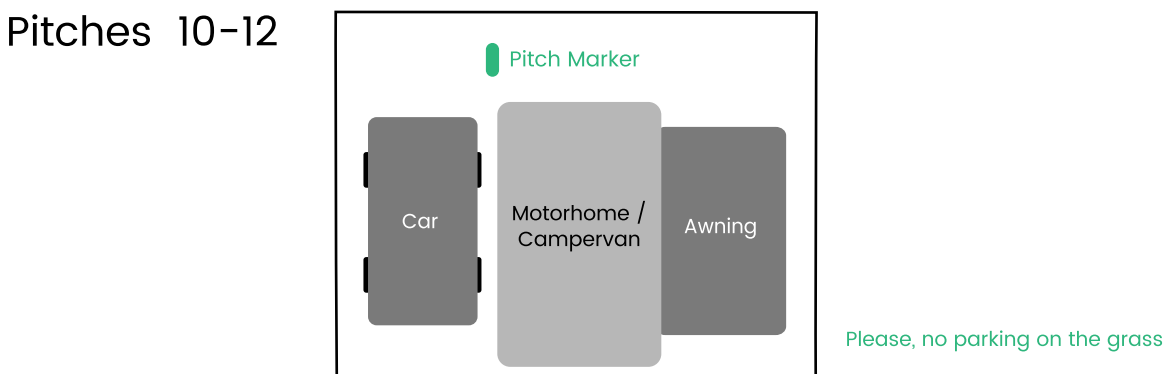 Pitches 10-12
Pitch Marker
Car
Motorhome /
Campervan
Awning
Please, no parking on the grass